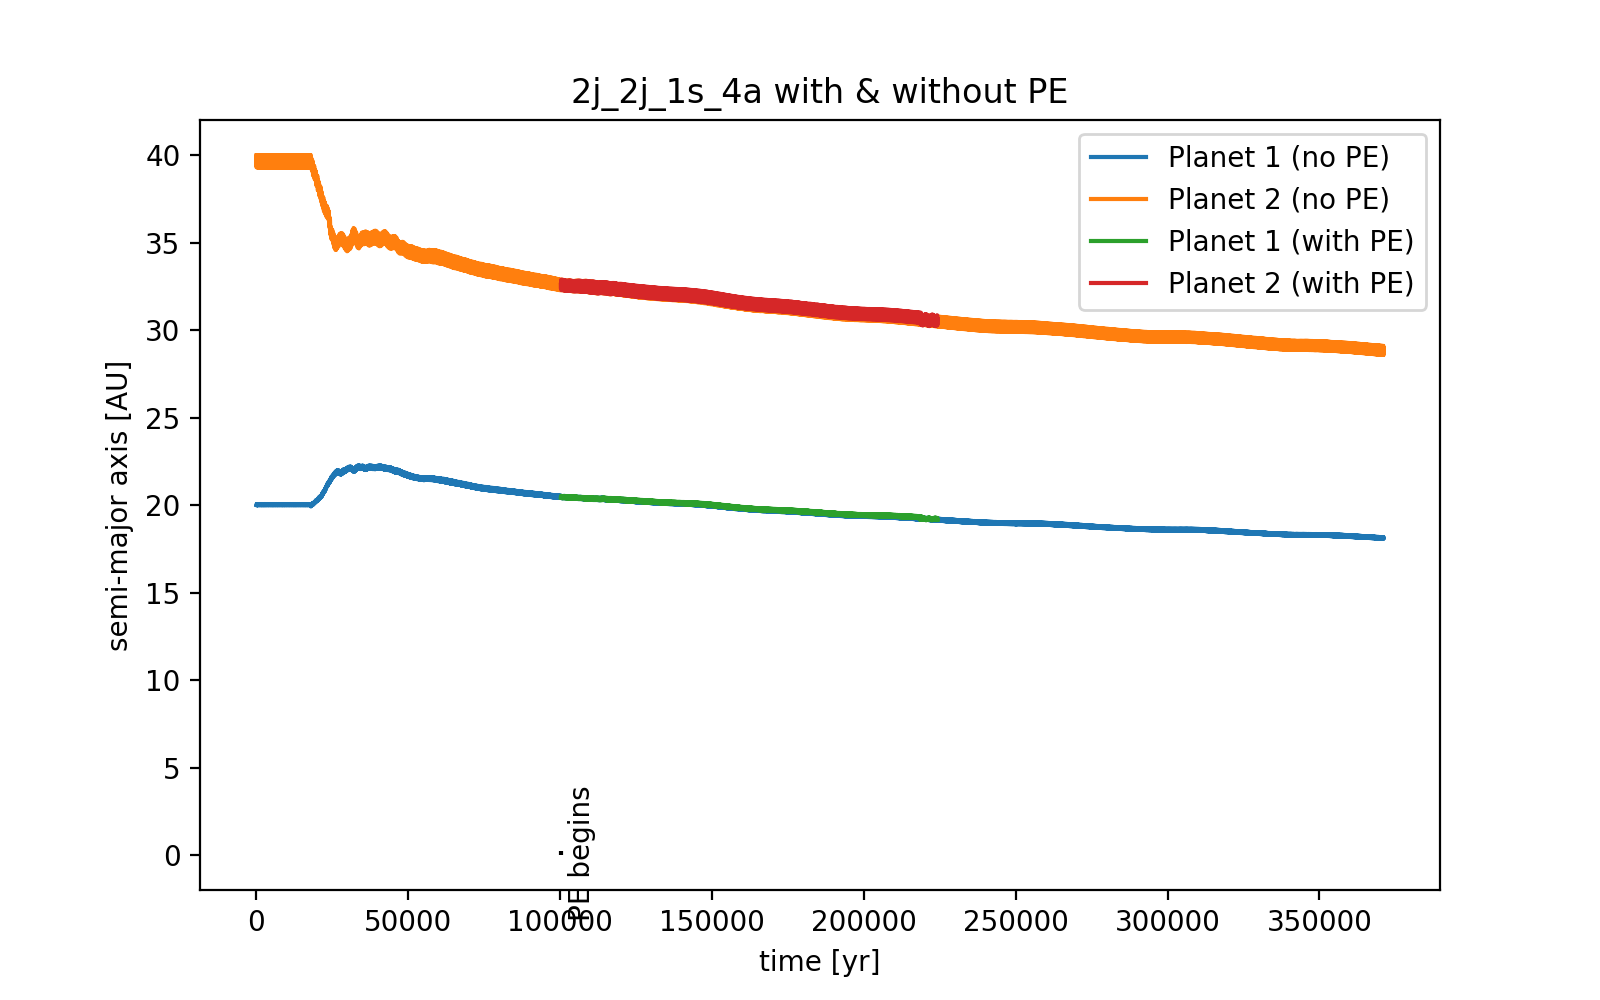 2j_2j_1s_4a with & without PE
Planet 1 (no PE)
Planet 2 (no PE)
Planet 1 (with PE)
Planet 2 (with PE)
semi-major axis [AU]
40
35
30
25
20
15
10
5
0
PE begins
0
50000
100000
150000
200000
250000
300000
350000
time [yr]